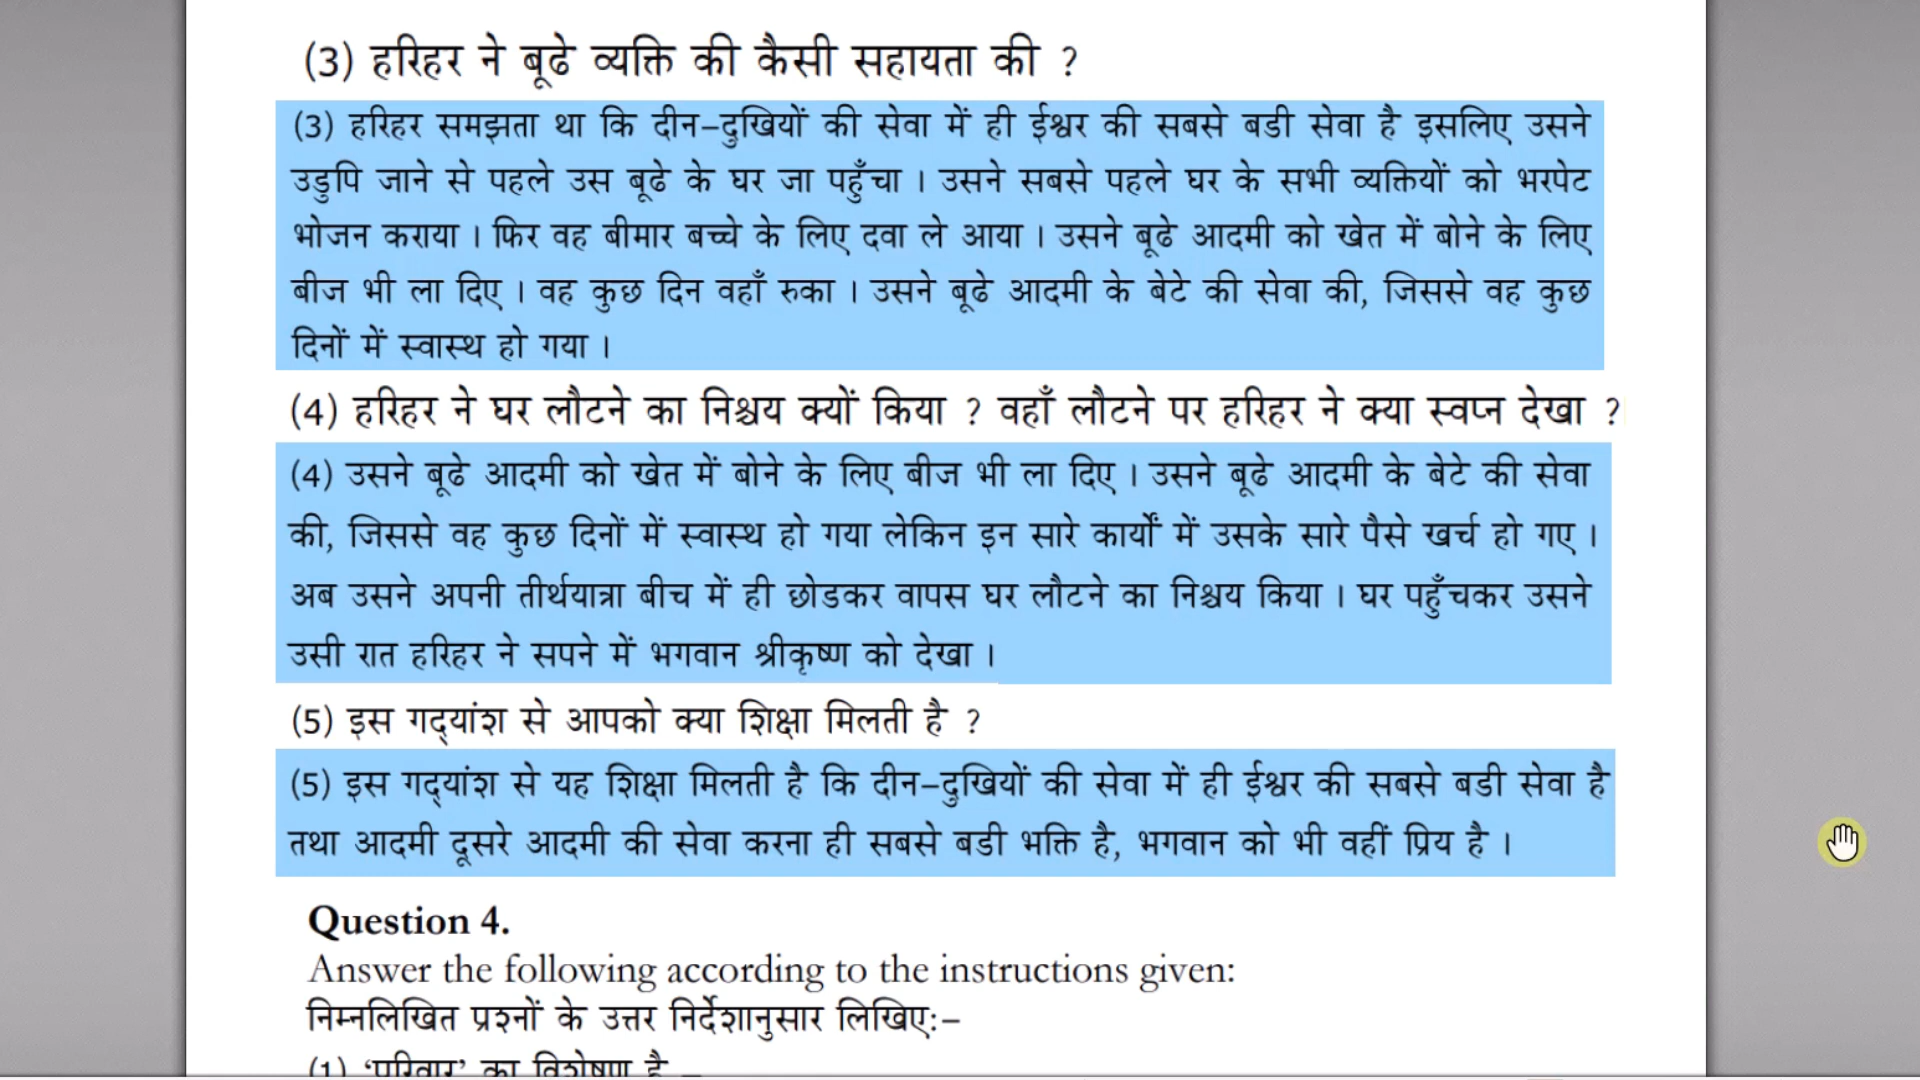 (3) हरिहर ने बूढे व्यक्ति की कैसी सहायता की ?
(3) हरिहर समझता था कि दीन–दुखियों की सेवा में ही ईश्वर की सबसे बडी सेवा है इसलिए उसने
उडुपि जाने से पहले उस बूढे के घर जा पहुँचा । उसने सबसे पहले घर के सभी व्यक्तियों को भरपेट
भोजन कराया । फिर वह बीमार बच्चे के लिए दवा ले आया । उसने बूढे आदमी को खेत में बोने के लिए
बीज भी ला दिए । वह कुछ दिन वहाँ रुका । उसने बूढे आदमी के बेटे की सेवा की, जिससे वह कुछ
दिनों में स्वास्थ हो गया ।
(4) हरिहर ने घर लौटने का निश्चय क्यों किया ? वहाँ लौटने पर हरिहर ने क्या स्वप्न देखा ?
(4) उसने बूढे आदमी को खेत में बोने के लिए बीज भी ला दिए । उसने बूढे आदमी के बेटे की सेवा
की, जिससे वह कुछ दिनों में स्वास्थ हो गया लेकिन इन सारे कार्यों में उसके सारे पैसे खर्च हो गए ।
अब उसने अपनी तीर्थयात्रा बीच में ही छोडकर वापस घर लौटने का निश्चय किया । घर पहुँचकर उसने
उसी रात हरिहर ने सपने में भगवान श्रीकृष्ण को देखा ।
(5) इस गद्‌यांश से आपको क्या शिक्षा मिलती है ?
(5) इस गद्‌यांश से यह शिक्षा मिलती है कि दीन–दुखियों की सेवा में ही ईश्वर की सबसे बडी सेवा है
तथा आदमी दूसरे आदमी की सेवा करना ही सबसे बडी भक्ति है, भगवान को भी वहीं प्रिय है ।
Question 4.
Answer the following according to the instructions given:
निम्नलिखित प्रश्नों के उत्तर निर्देशानुसार लिखिए:–
(1) ‘परिवार’ का विशेषण है –